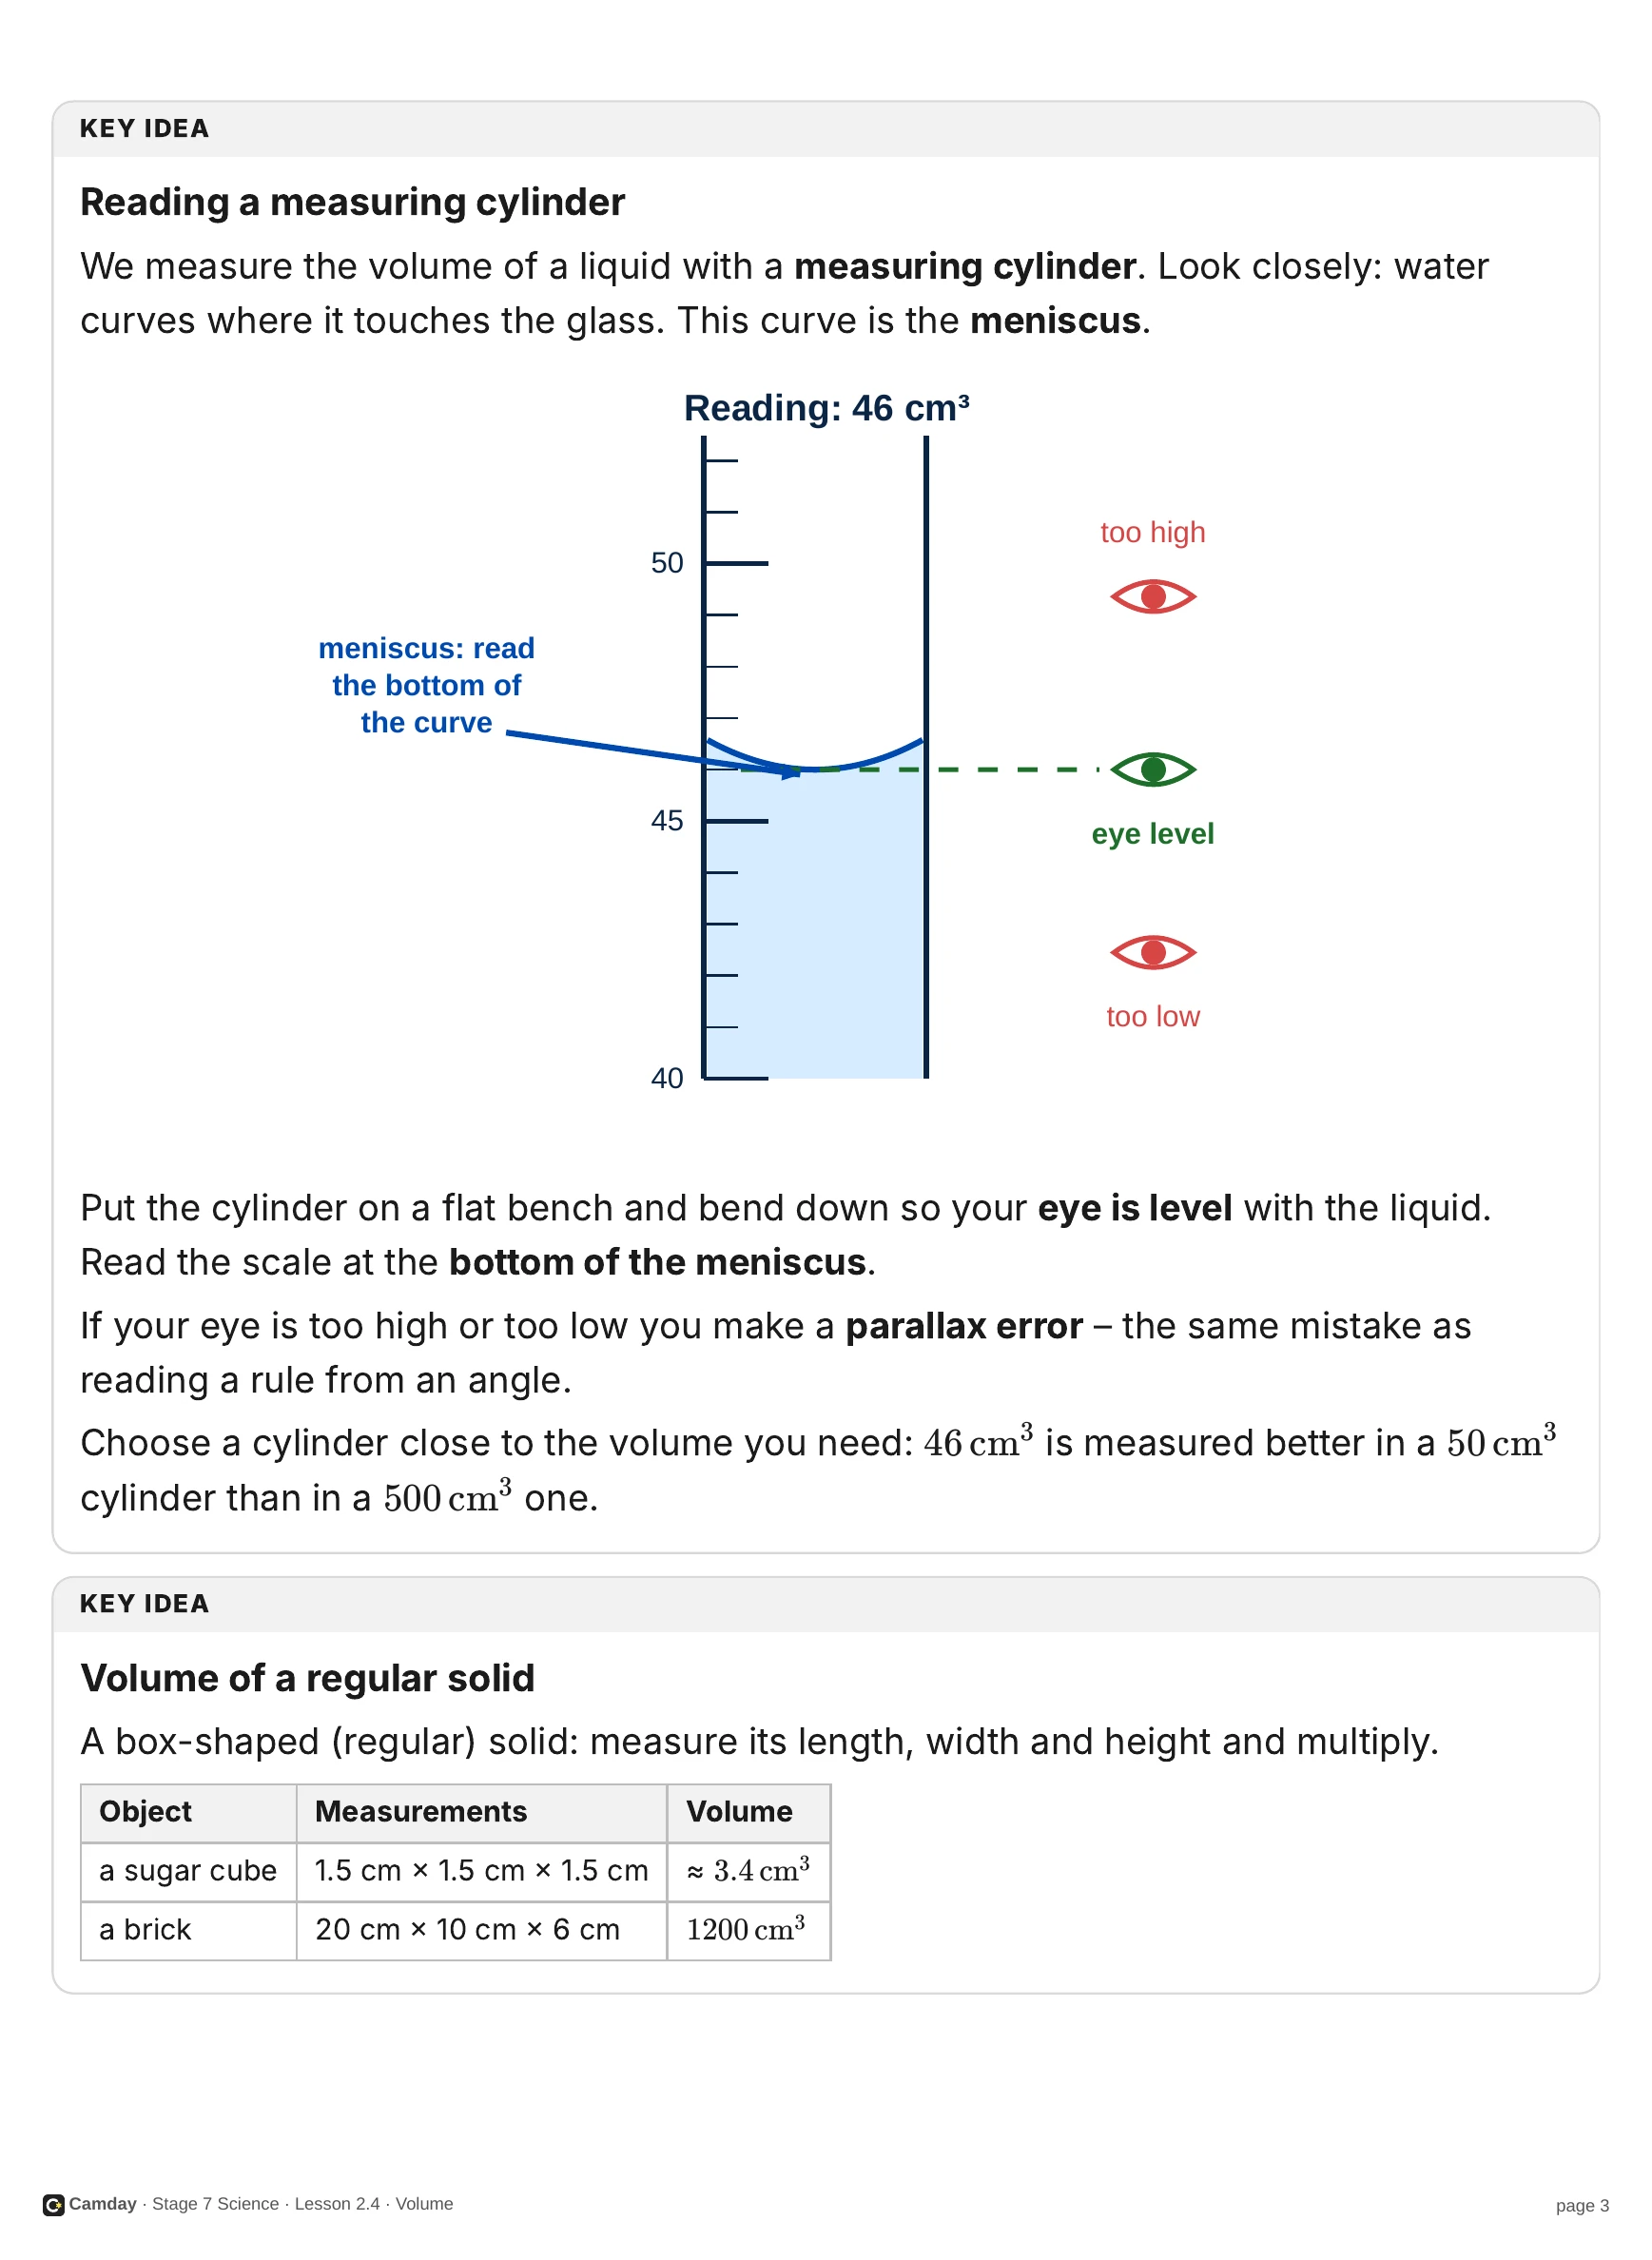 KEY IDEA
Reading a measuring cylinder
We measure the volume of a liquid with a measuring cylinder. Look closely: water
curves where it touches the glass. This curve is the meniscus.
Reading: 46 cm³
too high
50
meniscus: read
the bottom of
the curve
45
eye level
too low
40
Put the cylinder on a flat bench and bend down so your eye is level with the liquid.
Read the scale at the bottom of the meniscus.
If your eye is too high or too low you make a parallax error – the same mistake as
reading a rule from an angle.
Choose a cylinder close to the volume you need: 46 cm³ is measured better in a 50 cm³
cylinder than in a 500 cm³ one.
KEY IDEA
Volume of a regular solid
A box-shaped (regular) solid: measure its length, width and height and multiply.
Object Measurements Volume
a sugar cube 1.5 cm × 1.5 cm × 1.5 cm ≈ 3.4 cm³
a brick 20 cm × 10 cm × 6 cm 1200 cm³
Camday · Stage 7 Science · Lesson 2.4 · Volume page 3